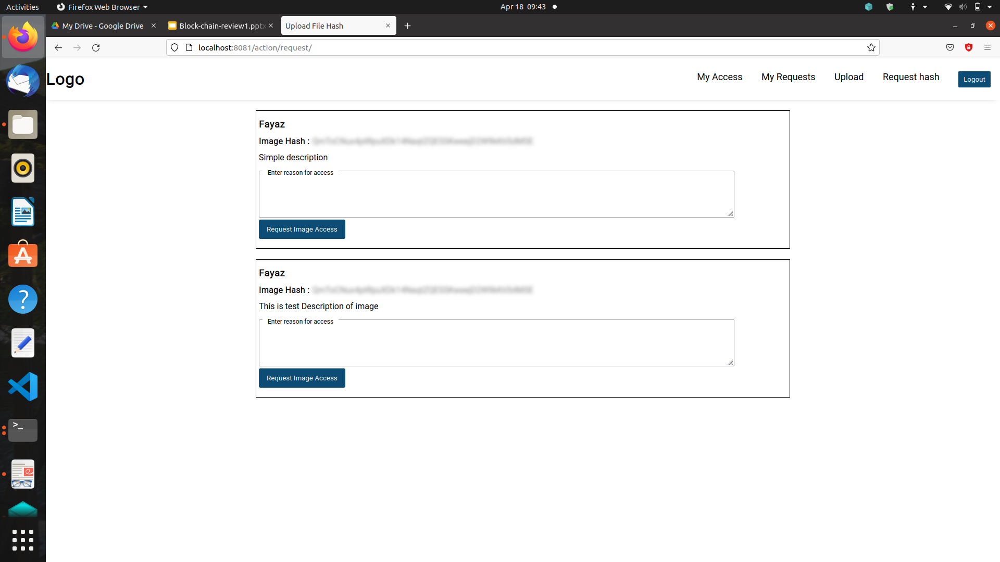 Activities
Firefox Web Browser
Apr 18 09:43
My Drive - Google Drive
Block-chain-review1.pptx
Upload File Hash
localhost:8081/action/request/
Logo
My Access
My Requests
Upload
Request hash
Logout
Fayaz
Image Hash :
Simple description
Enter reason for access
Request Image Access
Fayaz
Image Hash :
This is test Description of image
Enter reason for access
Request Image Access